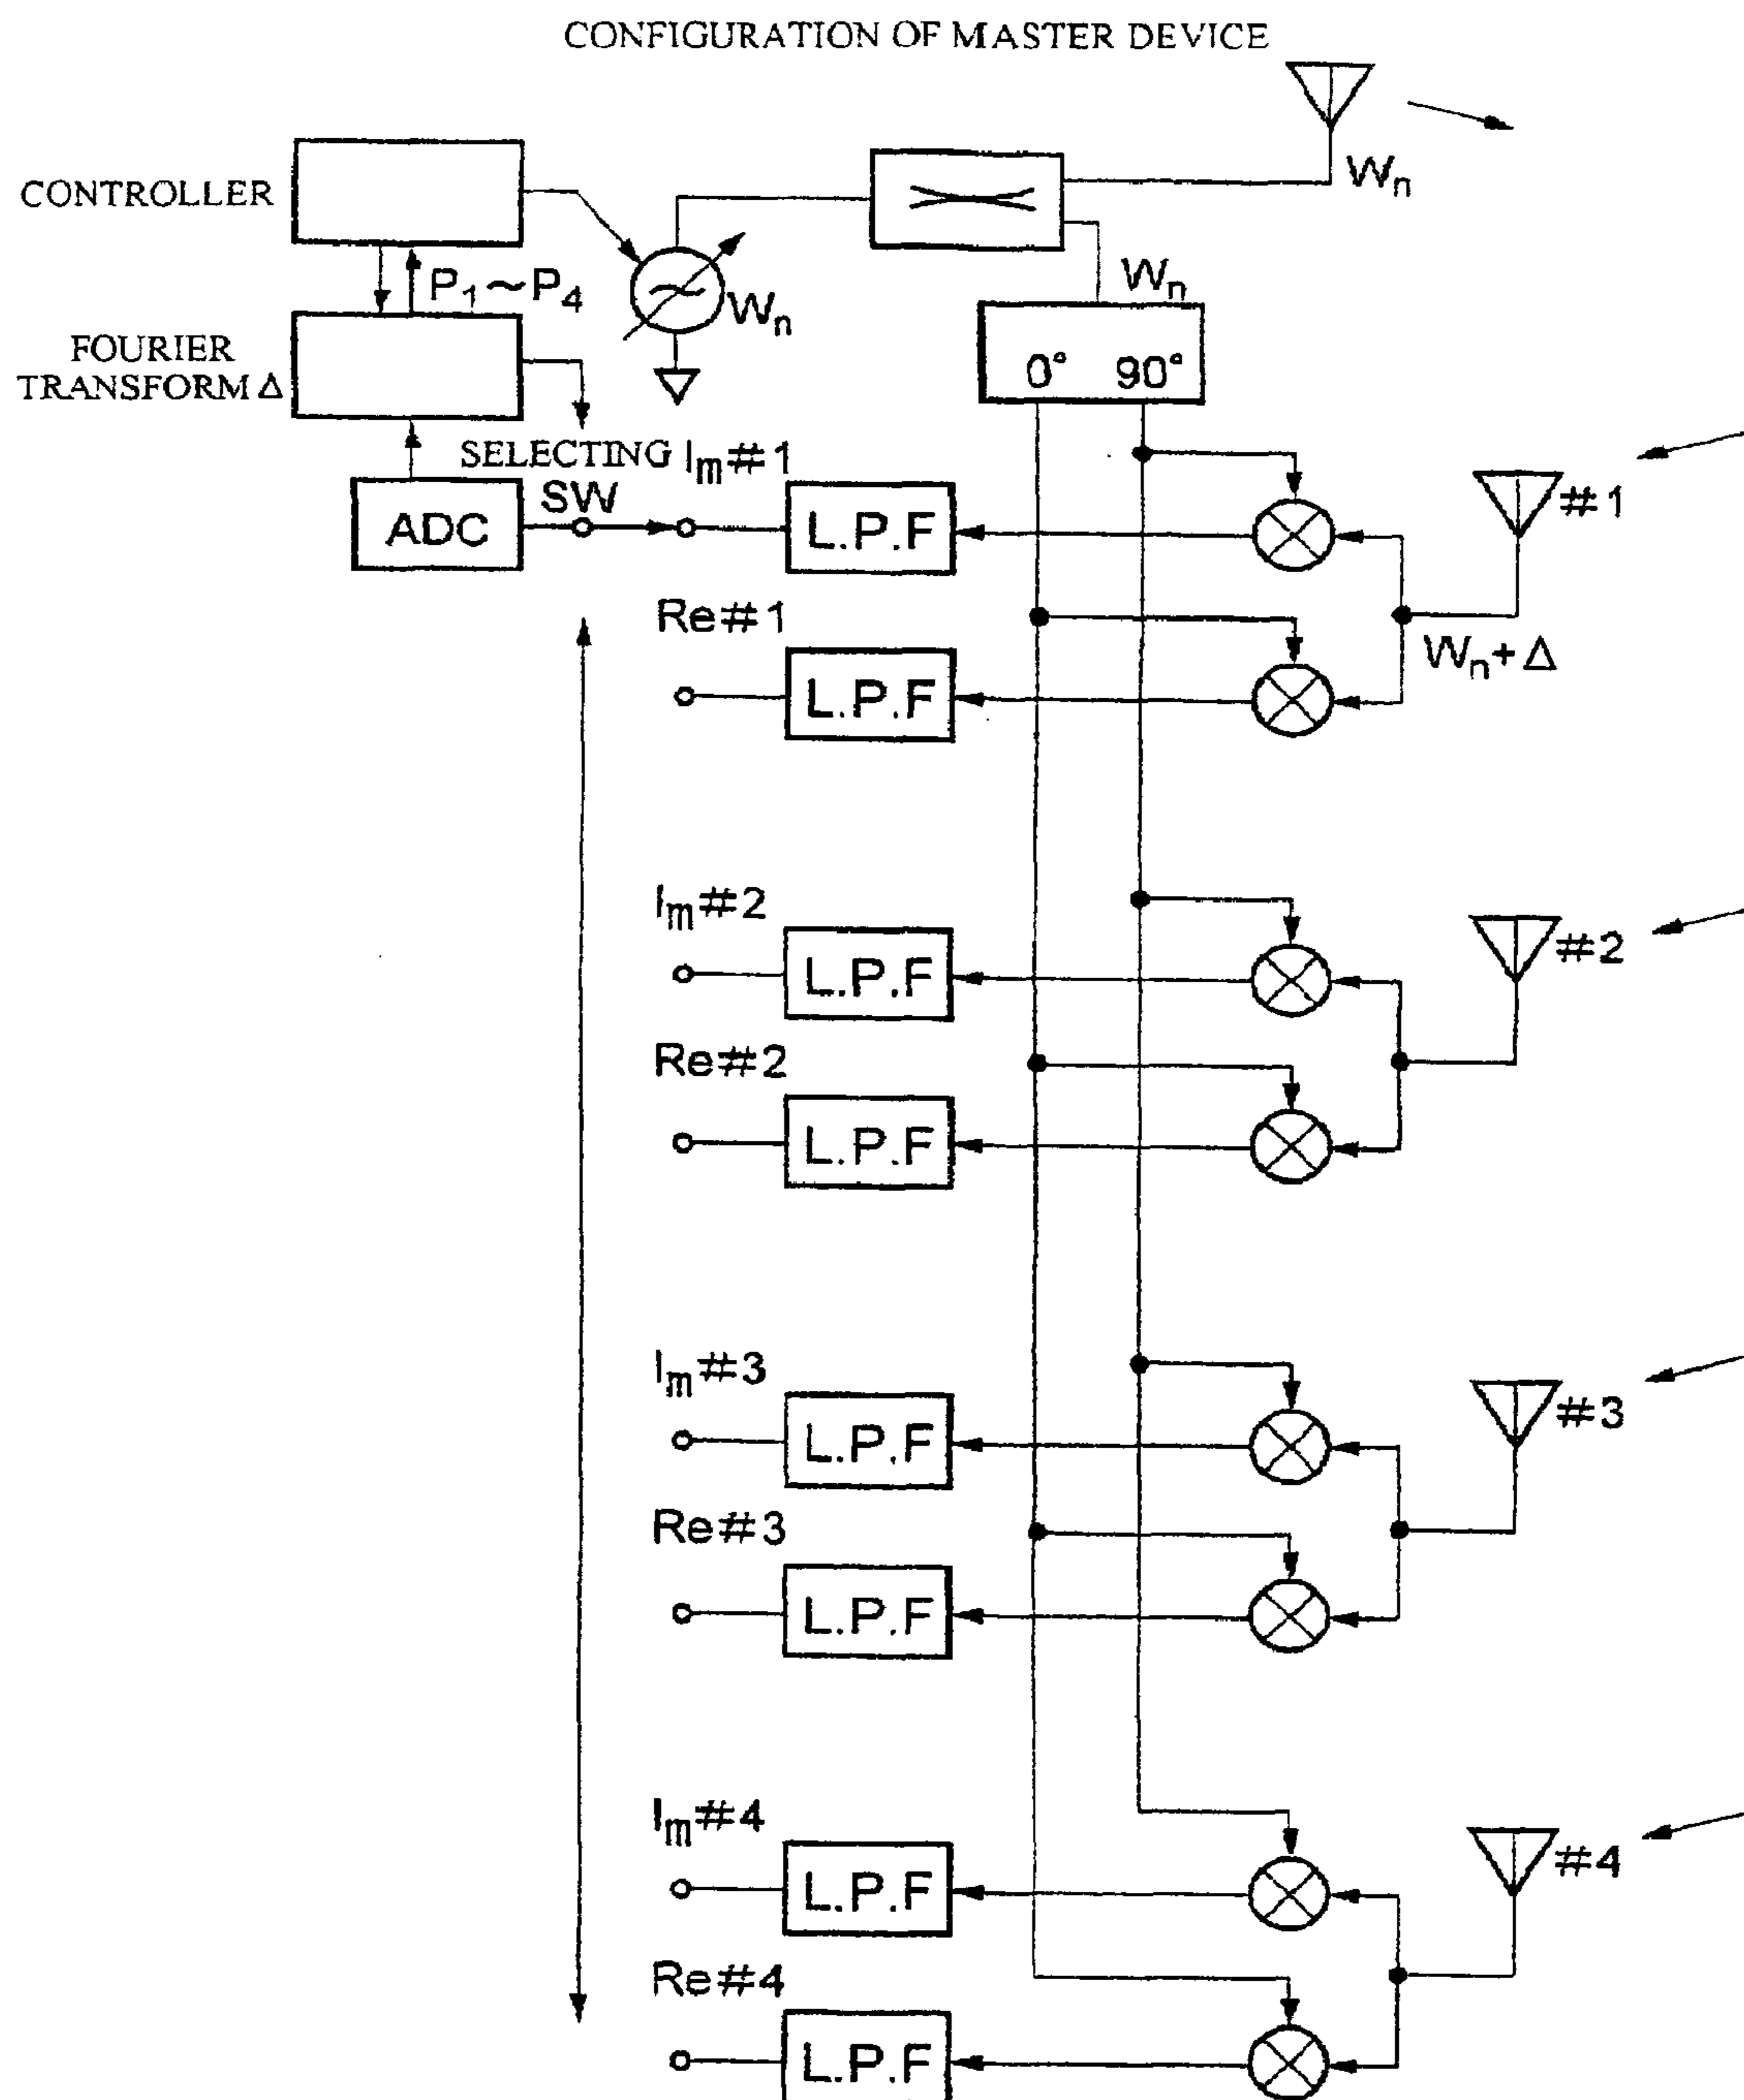 CONFIGURATION OF MASTER DEVICE
Wn
CONTROLLER
P1~P4
Wn
Wn
FOURIER
TRANSFORM Δ
0° 90°
SELECTING Im#1
SW
ADC
L.P.F
#1
Re#1
Wn+Δ
L.P.F
Im#2
L.P.F
#2
Re#2
L.P.F
Im#3
L.P.F
#3
Re#3
L.P.F
Im#4
L.P.F
#4
Re#4
L.P.F